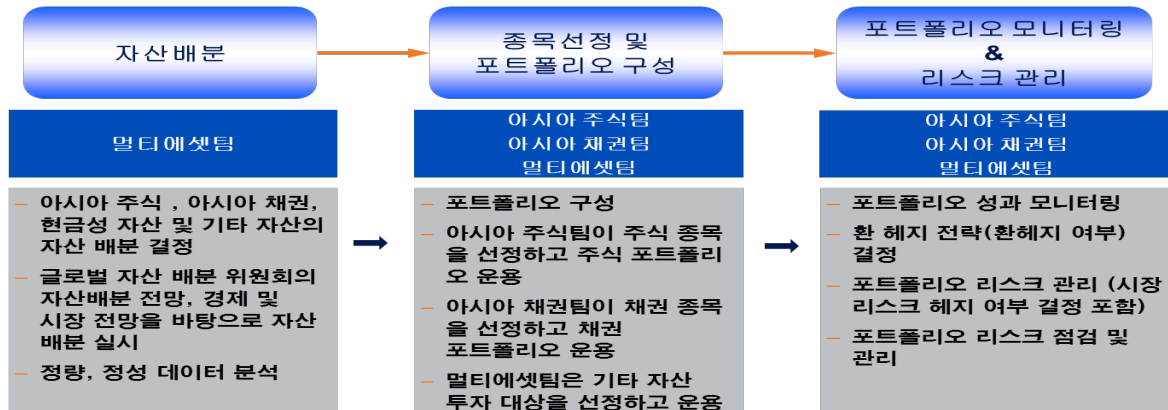 자산배분
종목선정 및
포트폴리오 구성
포트폴리오 모니터링
&
리스크 관리
멀티에셋팀
아시아 주식팀
아시아 채권팀
멀티에셋팀
아시아 주식팀
아시아 채권팀
멀티에셋팀
– 아시아 주식 , 아시아 채권,
현금성 자산 및 기타 자산의
자산 배분 결정
– 글로벌 자산 배분 위원회의
자산배분 전망, 경제 및
시장 전망을 바탕으로 자산
배분 실시
– 정량, 정성 데이터 분석
– 포트폴리오 구성
– 아시아 주식팀이 주식 종목
을 선정하고 주식 포트폴리
오 운용
– 아시아 채권팀이 채권 종목
을 선정하고 채권
포트폴리오 운용
– 멀티에셋팀은 기타 자산
투자 대상을 선정하고 운용
– 포트폴리오 성과 모니터링
– 환 헤지 전략(환헤지 여부)
결정
– 포트폴리오 리스크 관리 (시장
리스크 헤지 여부 결정 포함)
– 포트폴리오 리스크 점검 및
관리